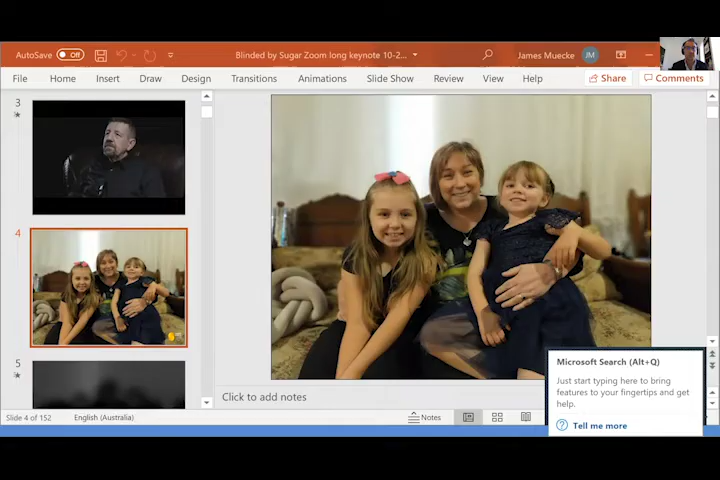 AutoSave Off
Blinded by Sugar Zoom long keynote 10-2...
James Muecke JM
File Home Insert Draw Design Transitions Animations Slide Show Review View Help Share Comments
3
4
5
Click to add notes
Microsoft Search (Alt+Q)
Just start typing here to bring
features to your fingertips and get
help.
Tell me more
Slide 4 of 152 English (Australia) Notes